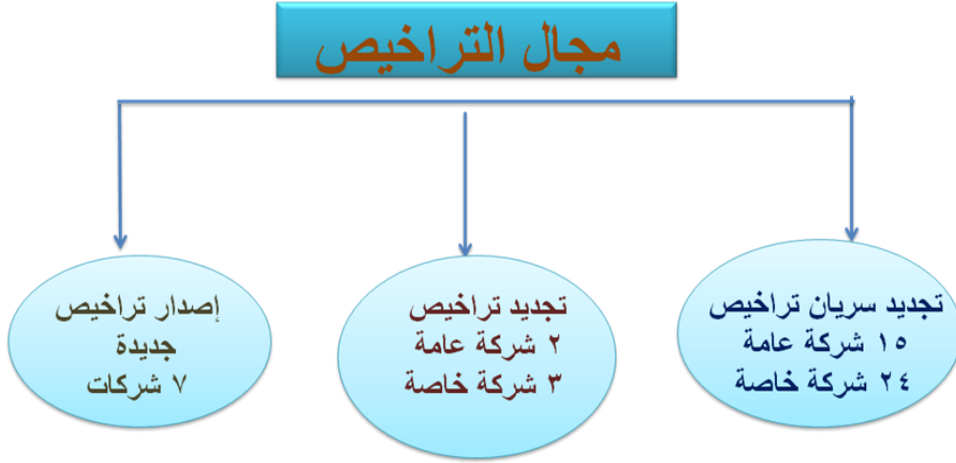 مجال التراخيص
تجديد سريان تراخيص
١٥ شركة عامة
٢٤ شركة خاصة
تجديد تراخيص
٢ شركة عامة
٣ شركة خاصة
إصدار تراخيص
جديدة
٧ شركات